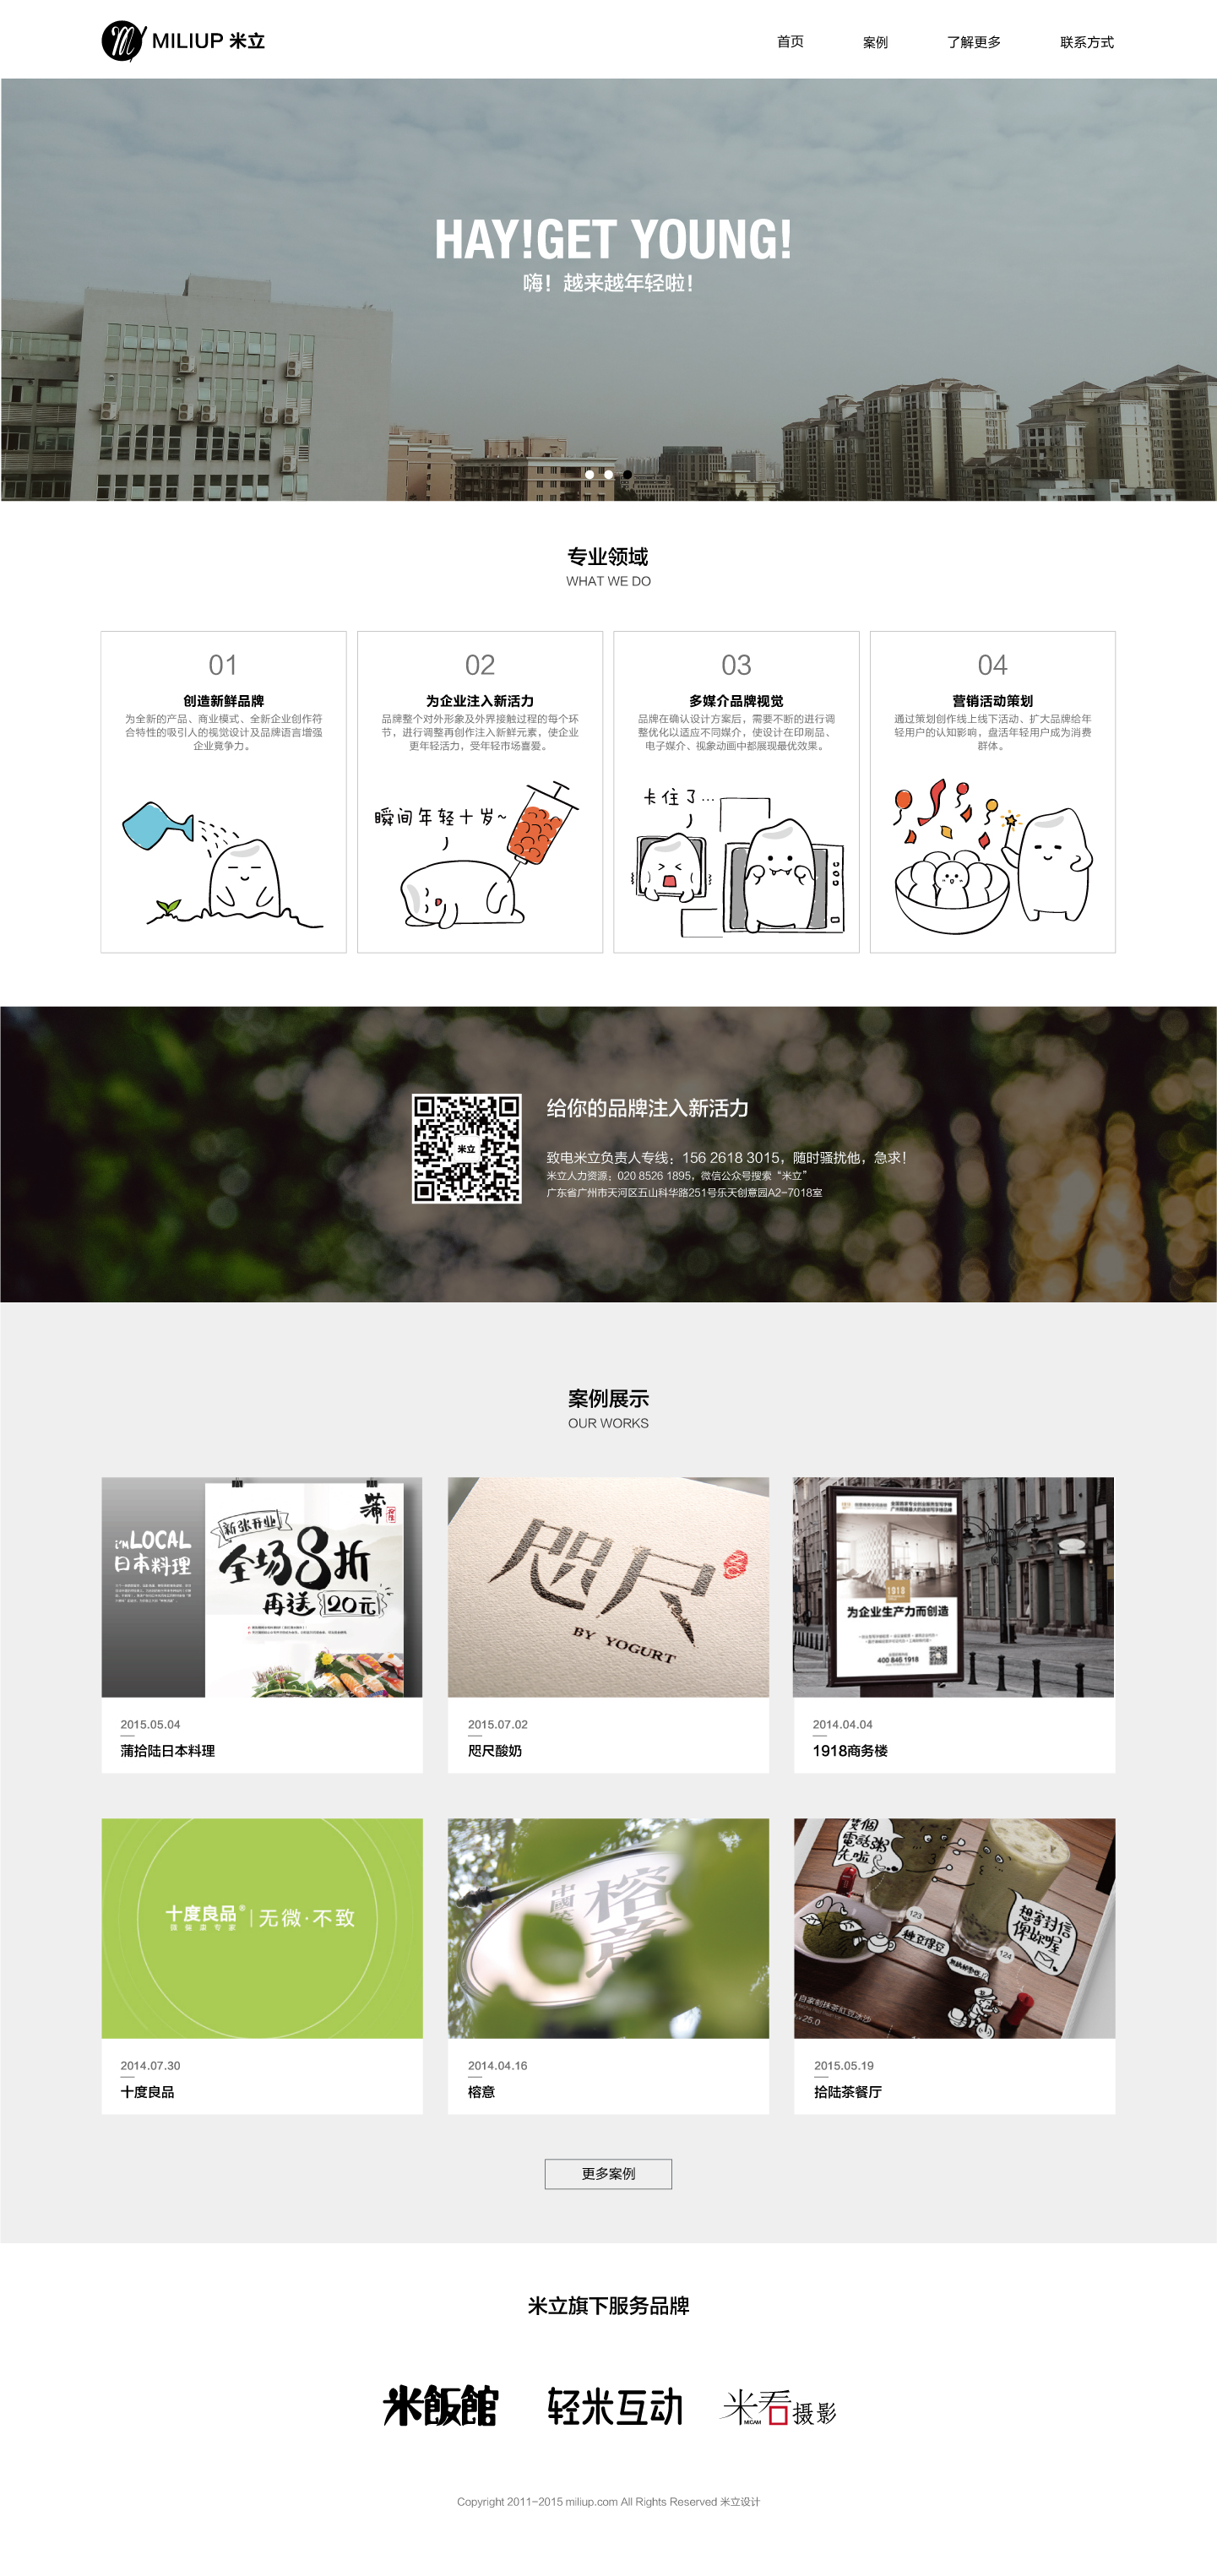 MILIUP 米立
首页
案例
了解更多
联系方式
HAY!GET YOUNG!
嗨！越来越年轻啦！
专业领域
WHAT WE DO
01
创造新鲜品牌
为全新的产品、商业模式、全新企业创作符
合特性的吸引人的视觉设计及品牌语言增强
企业竟争力。
02
为企业注入新活力
品牌整个对外形象及外界接触过程的每个环
节，进行调整再创作注入新鲜元素，使企业
更年轻活力，受年轻市场喜爱。
瞬间年轻十岁~
03
多媒介品牌视觉
品牌在确认设计方案后，需要不断的进行调
整优化以适应不同媒介，使设计在印刷品、
电子媒介、视象动画中都展现最优效果。
卡住了...
04
营销活动策划
通过策划创作线上线下活动、扩大品牌给年
轻用户的认知影响，盘活年轻用户成为消费
群体。
米立
给你的品牌注入新活力
致电米立负责人专线：156 2618 3015，随时骚扰他，急求！
米立人力资源：020 8526 1895，微信公众号搜索“米立”
广东省广州市天河区五山科华路251号乐天创意园A2-7018室
案例展示
OUR WORKS
i'm LOCAL
日本料理
蒲
新张开业
全场8折
再送20元
2015.05.04
蒲拾陆日本料理
咫尺
BY YOGURT
2015.07.02
咫尺酸奶
1918
为企业生产力而创造
400 846 1918
2014.04.04
1918商务楼
十度良品®
无微·不致
2014.07.30
十度良品
榕意
2014.04.16
榕意
電話粥
先啦
123
124
自家制抹茶红豆冰沙
2015.05.19
拾陆茶餐厅
更多案例
米立旗下服务品牌
米飯館
轻米互动
米看摄影
MICAM
Copyright 2011-2015 miliup.com All Rights Reserved 米立设计